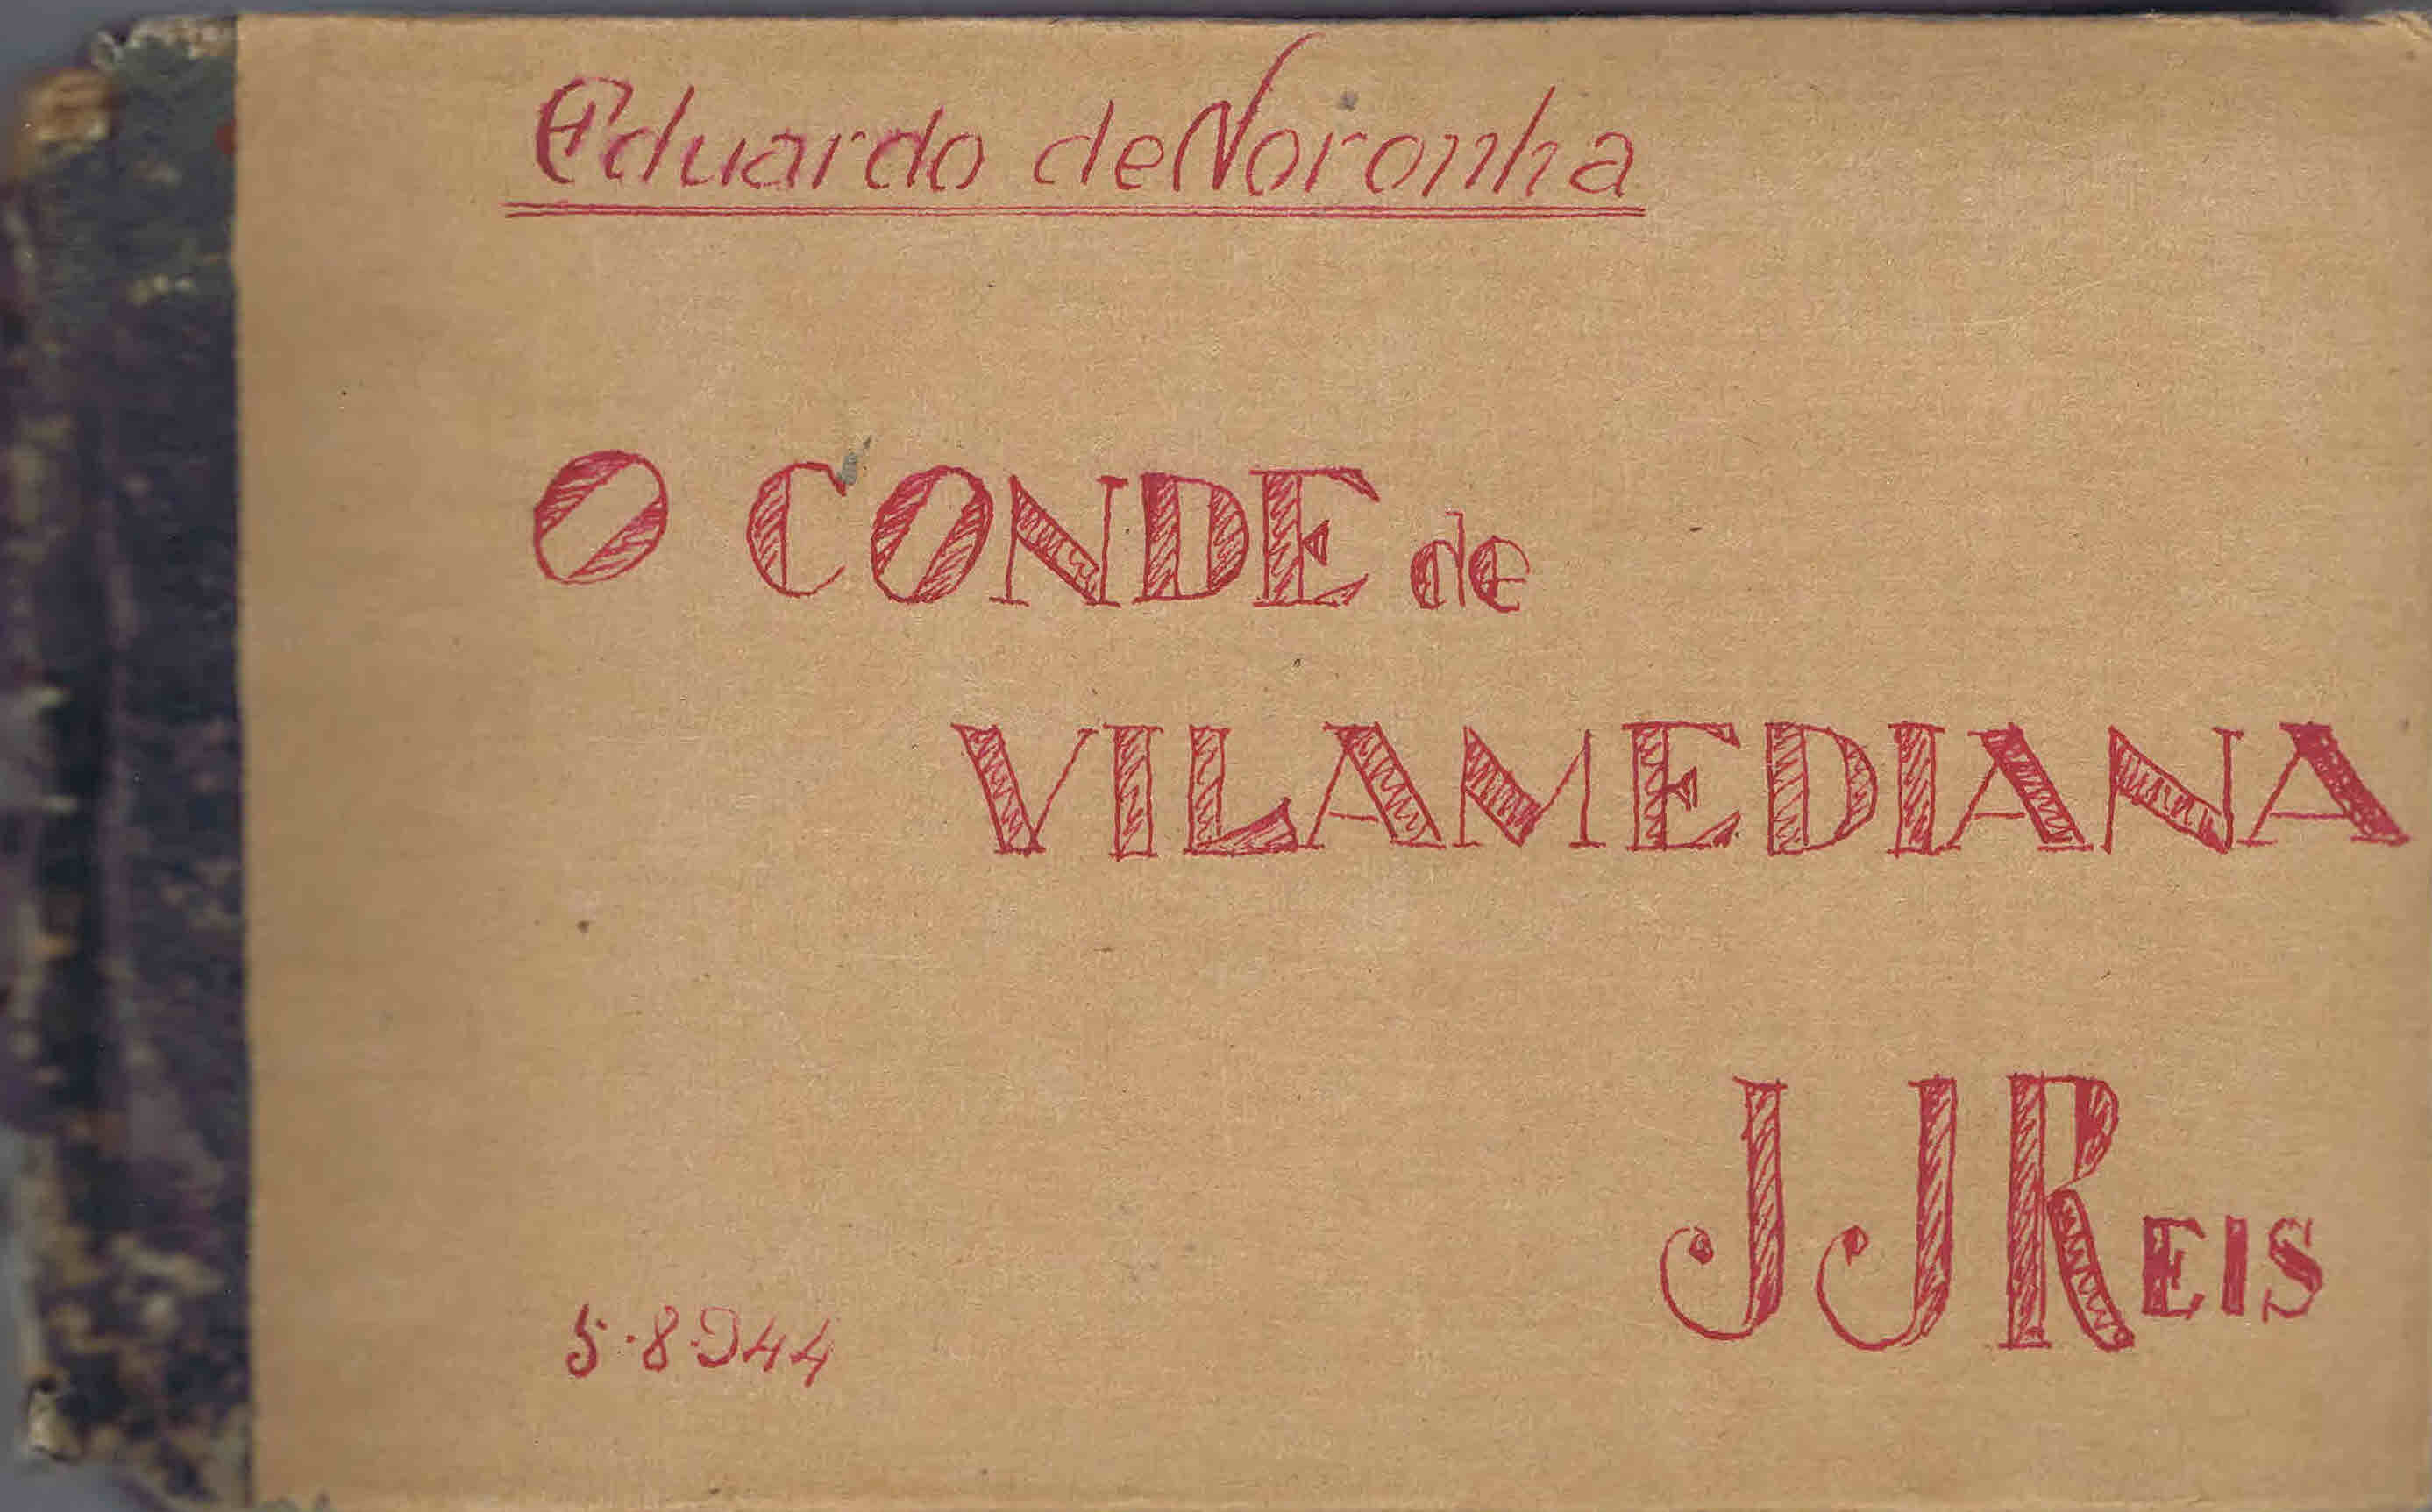 Eduardo de Noronha
O CONDE de
VILAMEDIANA
JJREIS
5.8.944